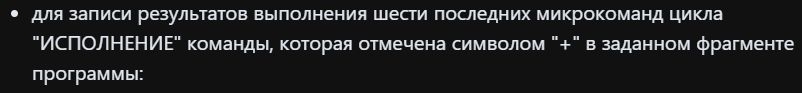 • для записи результатов выполнения шести последних микрокоманд цикла
"ИСПОЛНЕНИЕ" команды, которая отмечена символом "+" в заданном фрагменте
программы: